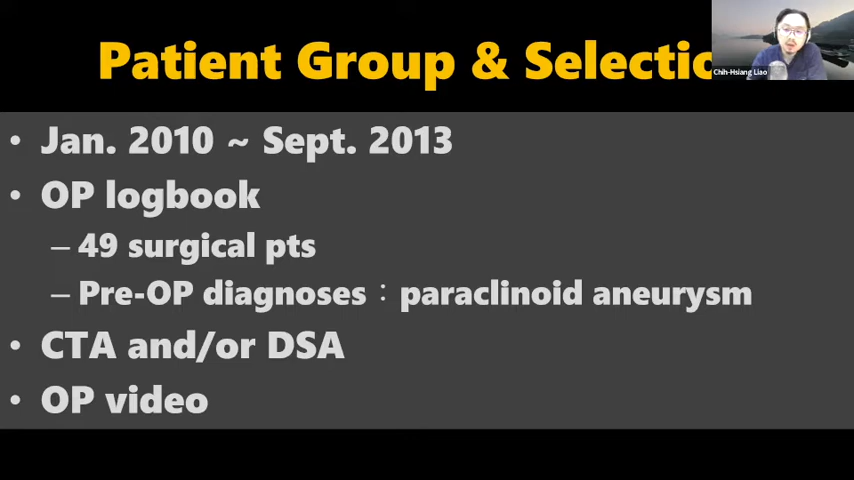 Patient Group & Selectio
Chih-Hsiang Liao
• Jan. 2010 ~ Sept. 2013
• OP logbook
– 49 surgical pts
– Pre-OP diagnoses：paraclinoid aneurysm
• CTA and/or DSA
• OP video